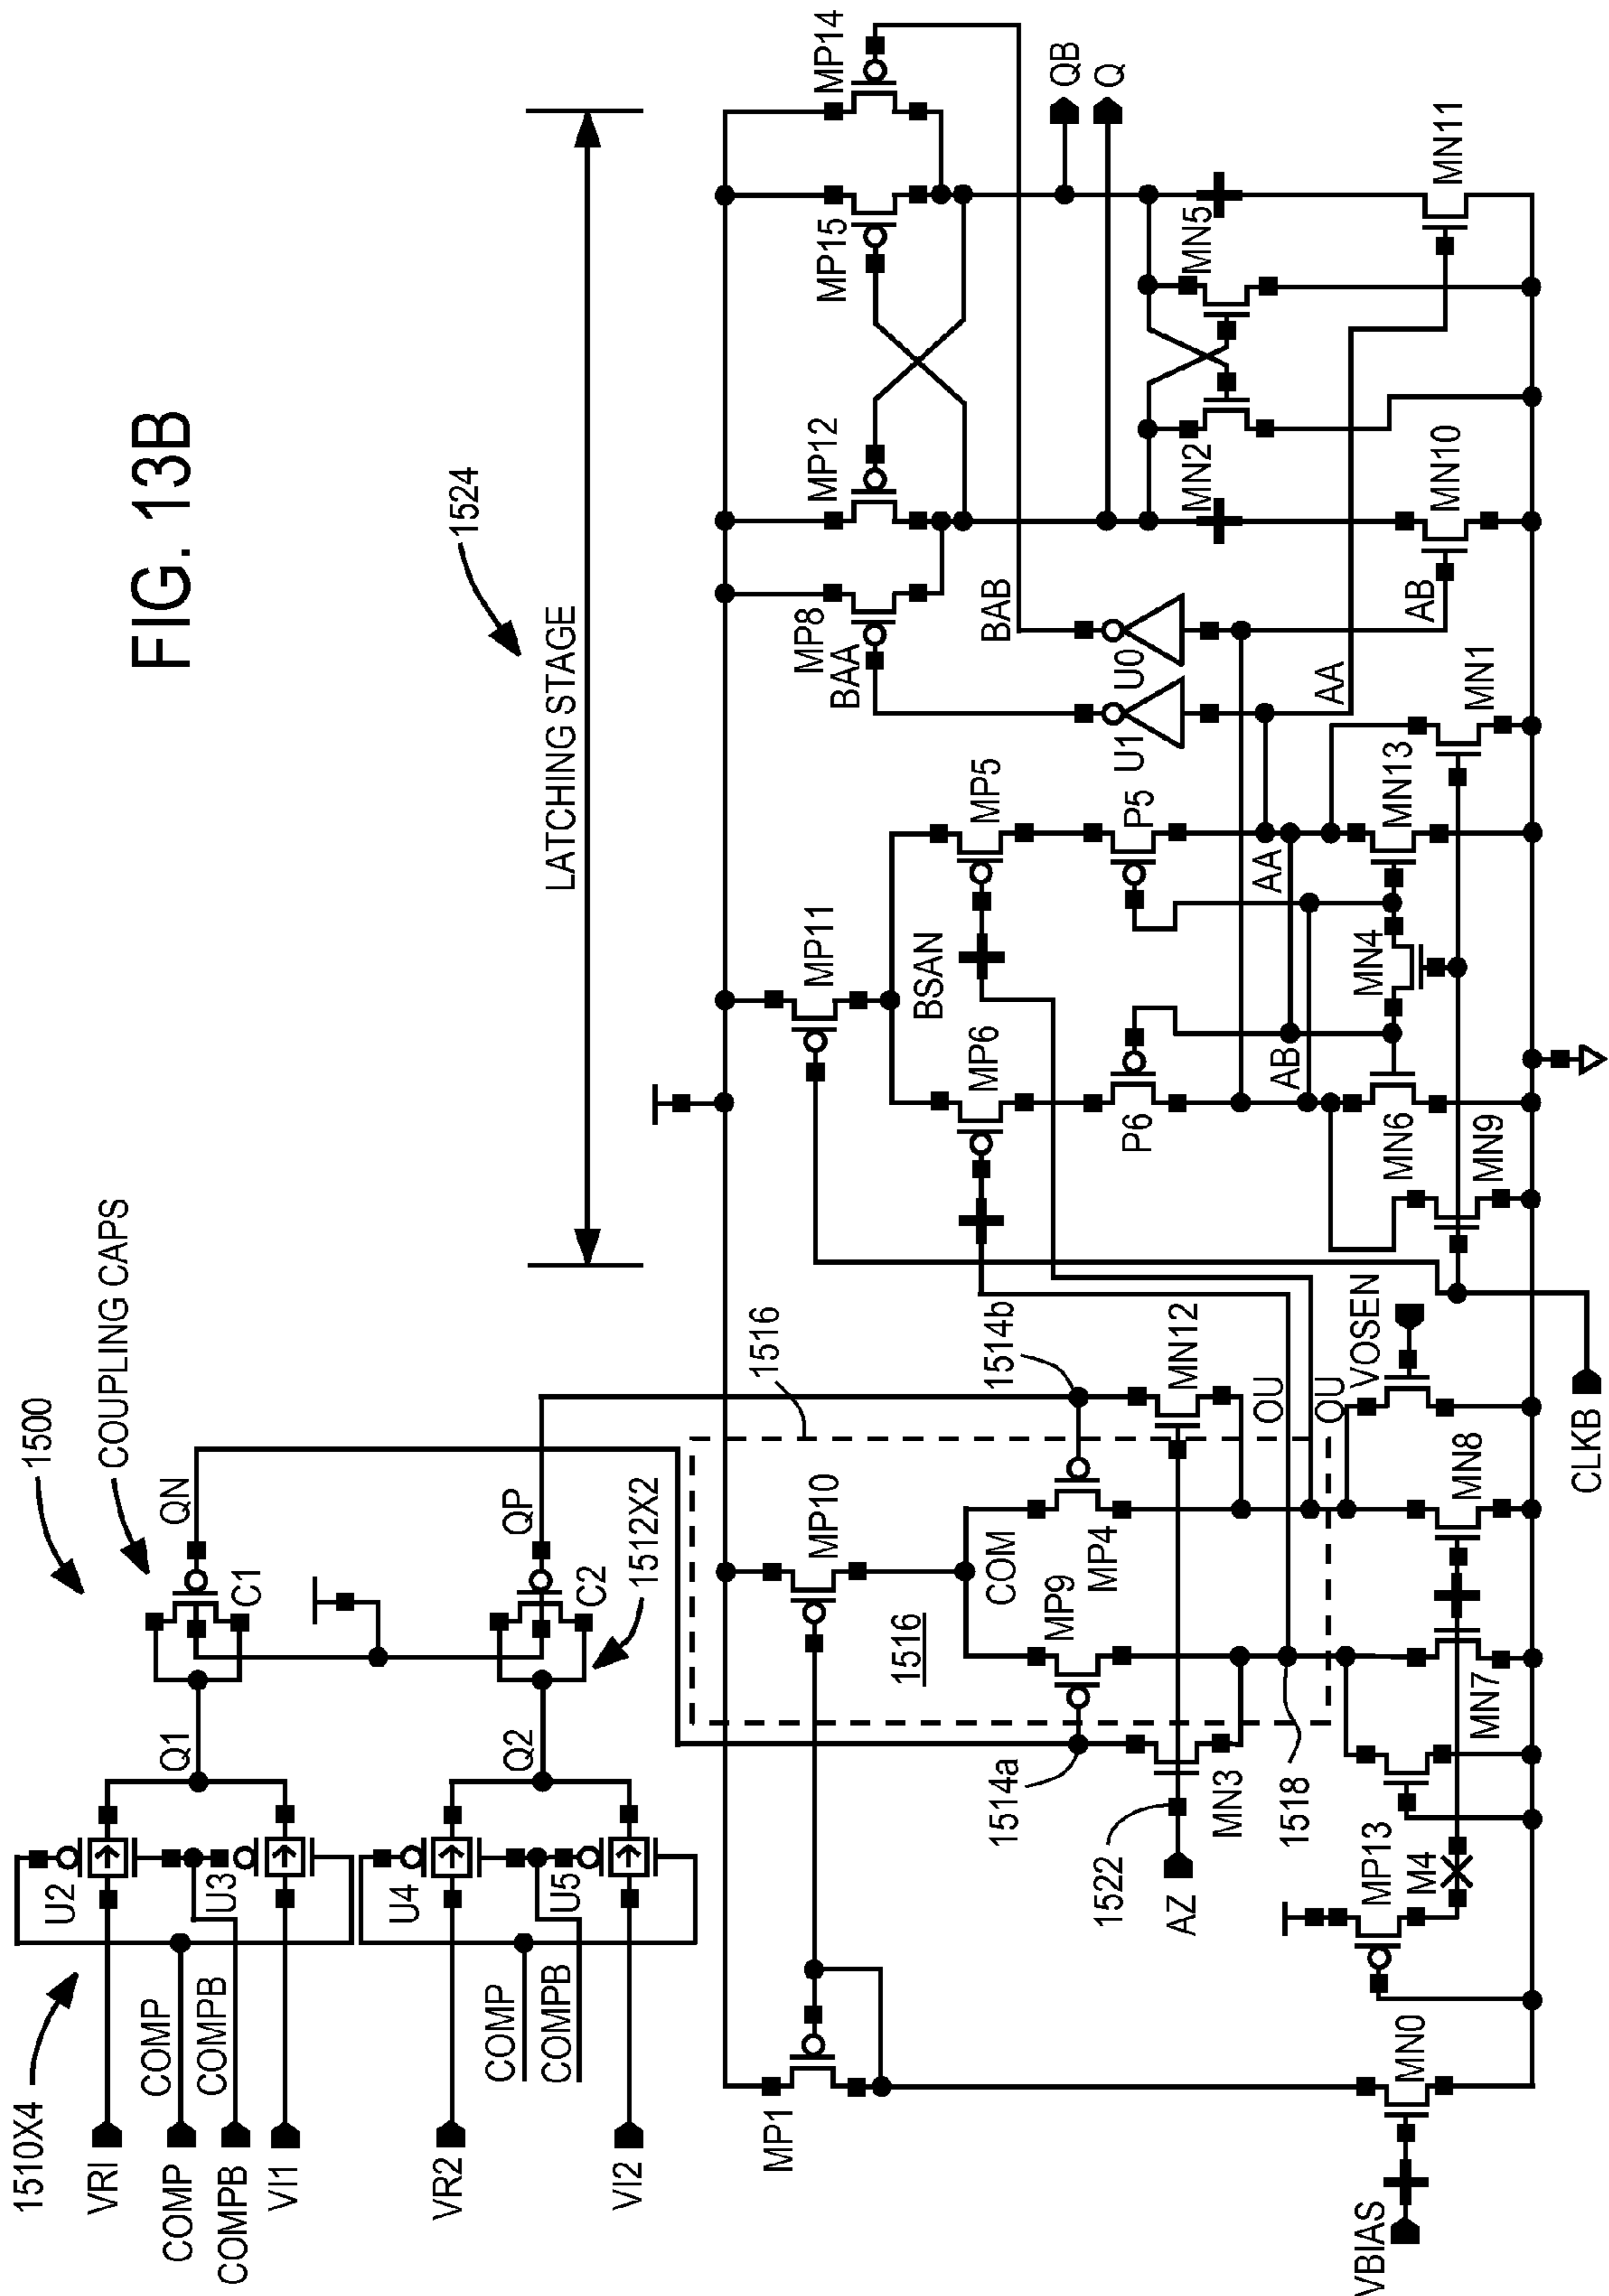 FIG. 13B
1500
COUPLING CAPS
1510X4
VRI
COMP
COMPB
VI1
VR2
VI2
U2
U3
COMP
COMPB
U4
U5
Q1
Q2
C1
C2
QN
QP
1512X2
1516
LATCHING STAGE
1524
MP1
MP10
1516
COM
MP9
MP4
1514a
1514b
MN12
MN3
1522
AZ
1518
OU
OU
VOSEN
MN8
MN7
MP13
M4
MN0
VBIAS
CLKB
MP11
BSAN
MP6
MP5
P6
P5
AB
AA
MN4
MN6
MN9
MN13
MN1
U1
U0
BAA
BAB
MP8
MP12
MP15
MP14
QB
Q
MN2
MN5
AA
AB
MN10
MN11